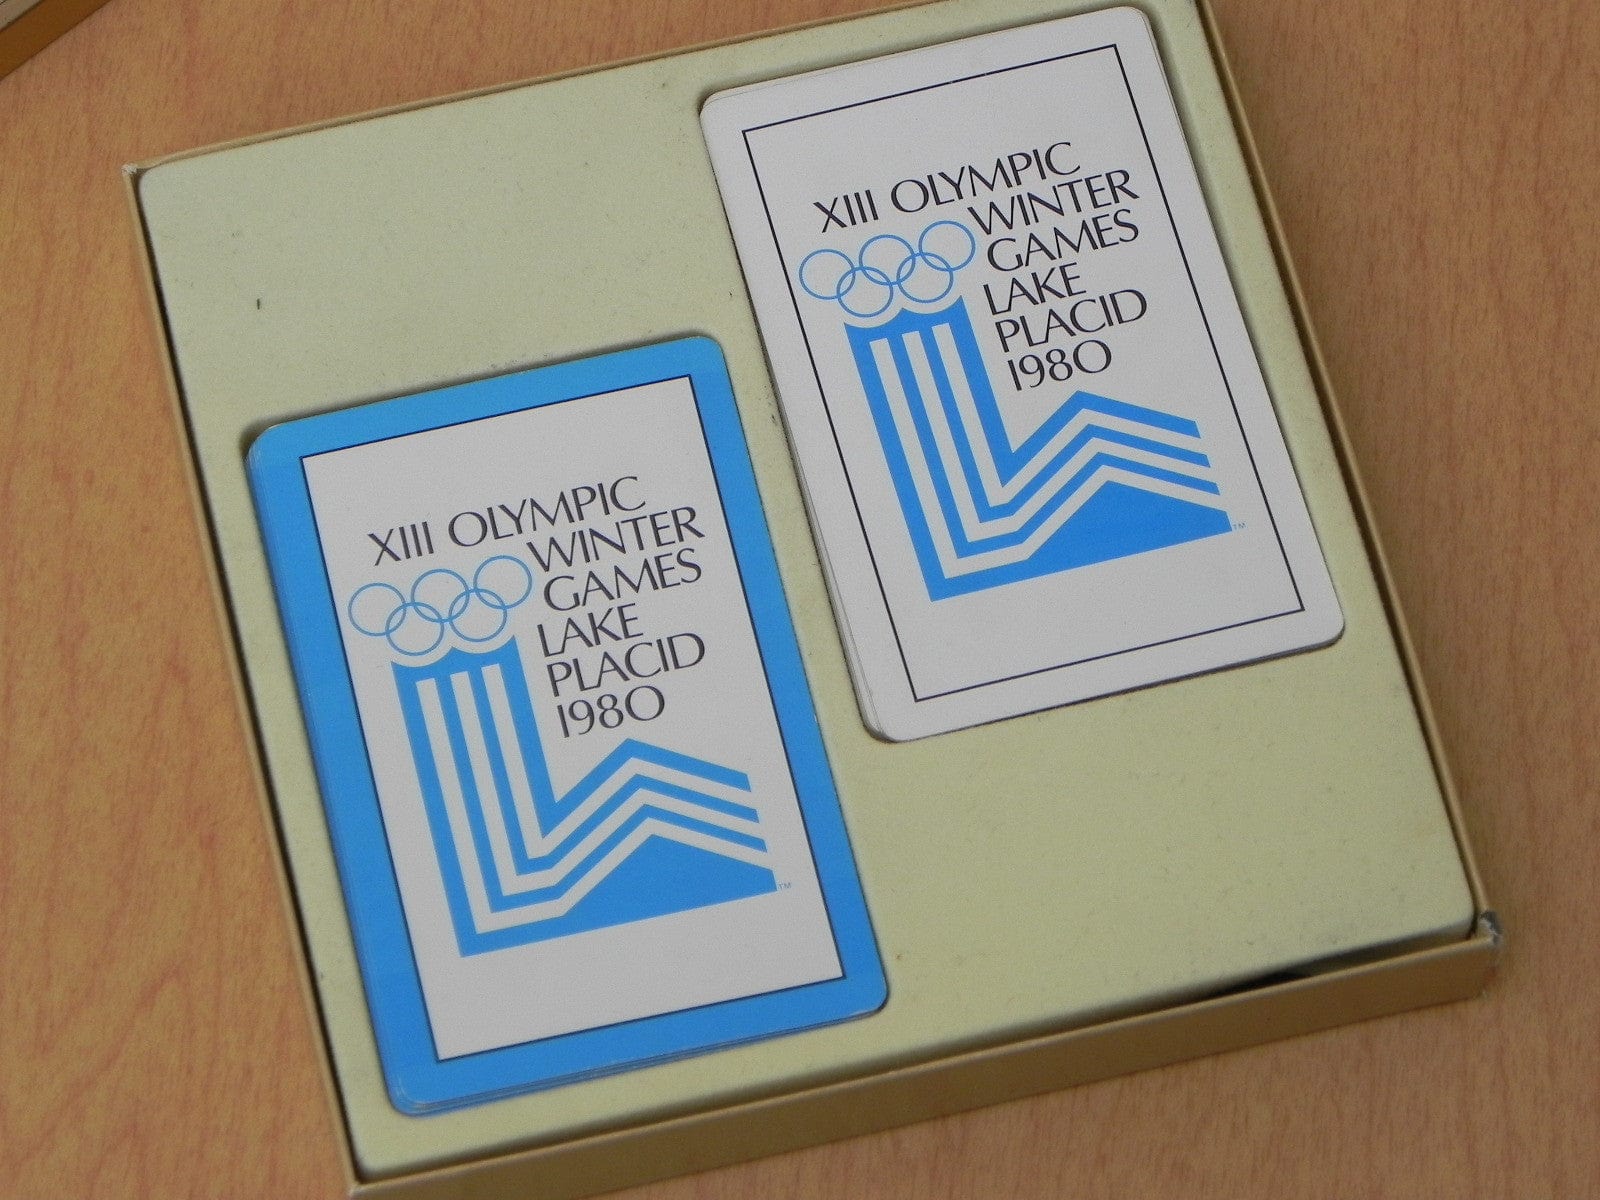 XIII OLYMPIC
WINTER
GAMES
LAKE
PLACID
1980
TM
XIII OLYMPIC
WINTER
GAMES
LAKE
PLACID
1980
TM